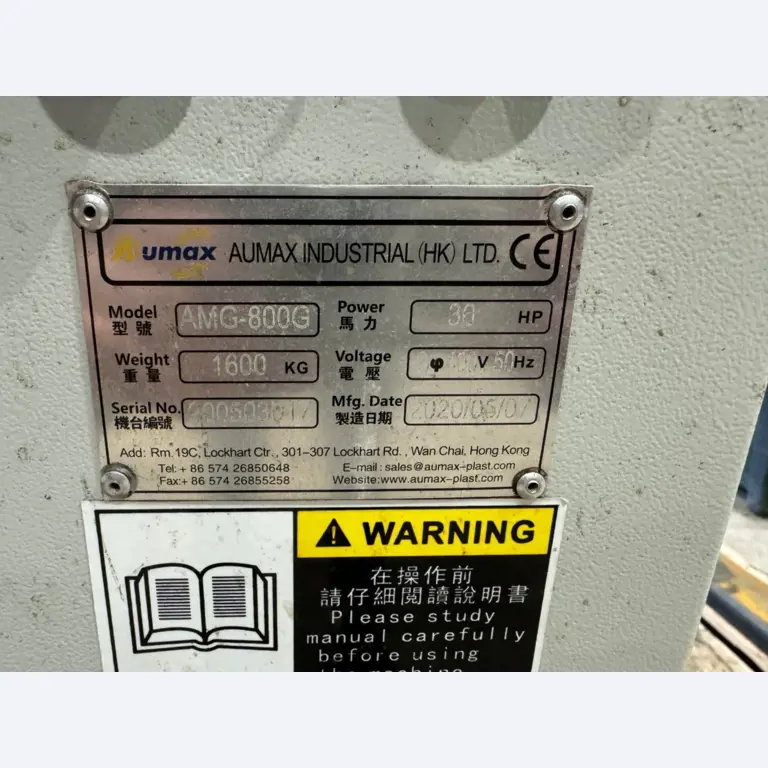 Aumax AUMAX INDUSTRIAL (HK) LTD. CE
Model 型號 AMG-800G Power 馬力 30 HP
Weight 重量 1600 KG Voltage 電壓 φ V 50Hz
Serial No. 機台編號 Mfg. Date 製造日期 2020/05/07
Add: Rm.19C, Lockhart Ctr., 301-307 Lockhart Rd., Wan Chai, Hong Kong
Tel:+86 574 26850648 E-mail:sales@aumax-plast.com
Fax:+86 574 26855258 Website:www.aumax-plast.com
WARNING
在操作前
請仔細閱讀說明書
Please study
manual carefully
before using
the machine